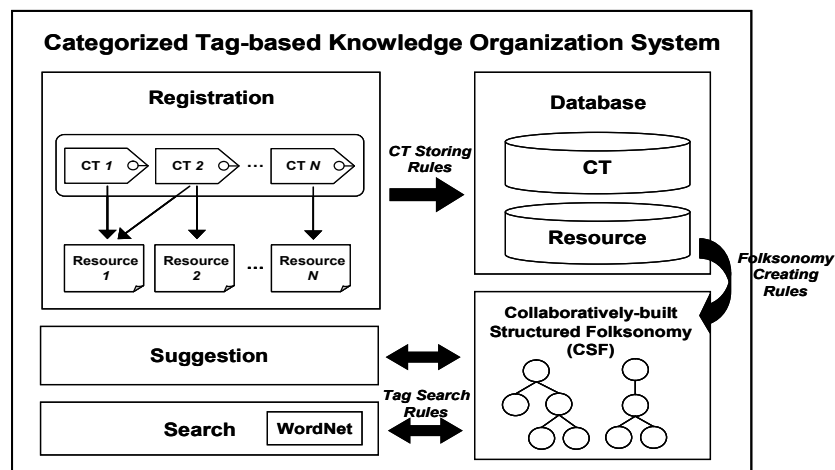 Categorized Tag-based Knowledge Organization System
Registration
CT 1
CT 2
...
CT N
Resource
1
Resource
2
...
Resource
N
CT Storing
Rules
Database
CT
Resource
Folksonomy
Creating
Rules
Collaboratively-built
Structured Folksonomy
(CSF)
Suggestion
Tag Search
Rules
Search
WordNet